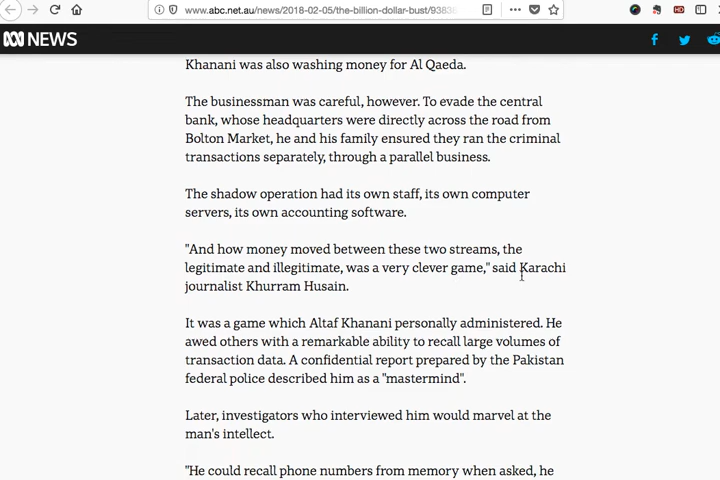 www.abc.net.au/news/2018-02-05/the-billion-dollar-bust/9383
NEWS
Khanani was also washing money for Al Qaeda.
The businessman was careful, however. To evade the central
bank, whose headquarters were directly across the road from
Bolton Market, he and his family ensured they ran the criminal
transactions separately, through a parallel business.
The shadow operation had its own staff, its own computer
servers, its own accounting software.
"And how money moved between these two streams, the
legitimate and illegitimate, was a very clever game," said Karachi
journalist Khurram Husain.
It was a game which Altaf Khanani personally administered. He
awed others with a remarkable ability to recall large volumes of
transaction data. A confidential report prepared by the Pakistan
federal police described him as a "mastermind".
Later, investigators who interviewed him would marvel at the
man's intellect.
"He could recall phone numbers from memory when asked, he